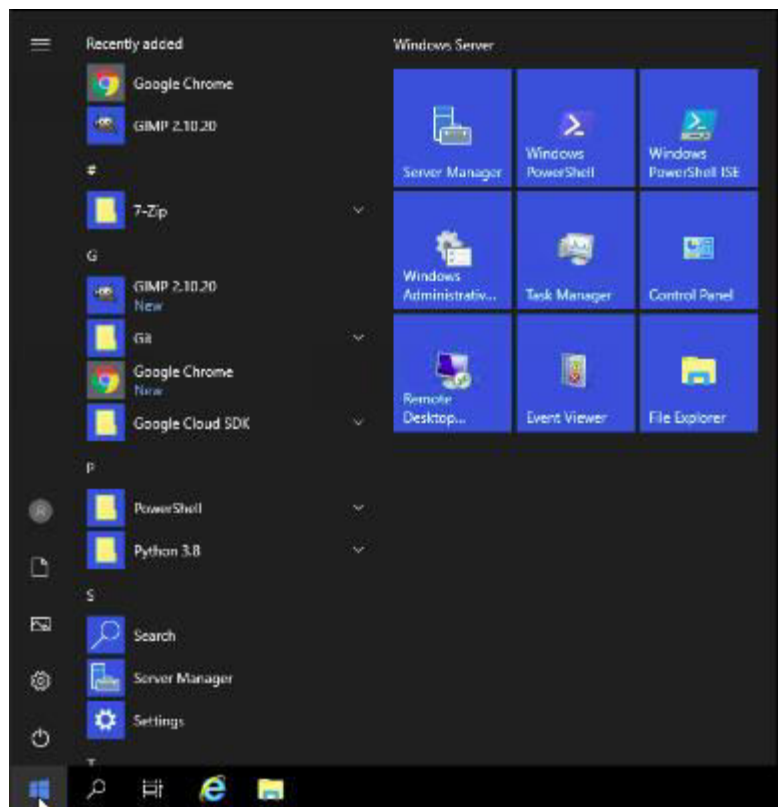 Recently added
Google Chrome
GIMP 2.10.20
#
7-Zip
G
GIMP 2.10.20
New
Git
Google Chrome
New
Google Cloud SDK
P
PowerShell
Python 3.8
S
Search
Server Manager
Settings
T
Windows Server
Server Manager
Windows
PowerShell
Windows
PowerShell ISE
Windows
Administrativ...
Task Manager
Control Panel
Remote
Desktop...
Event Viewer
File Explorer